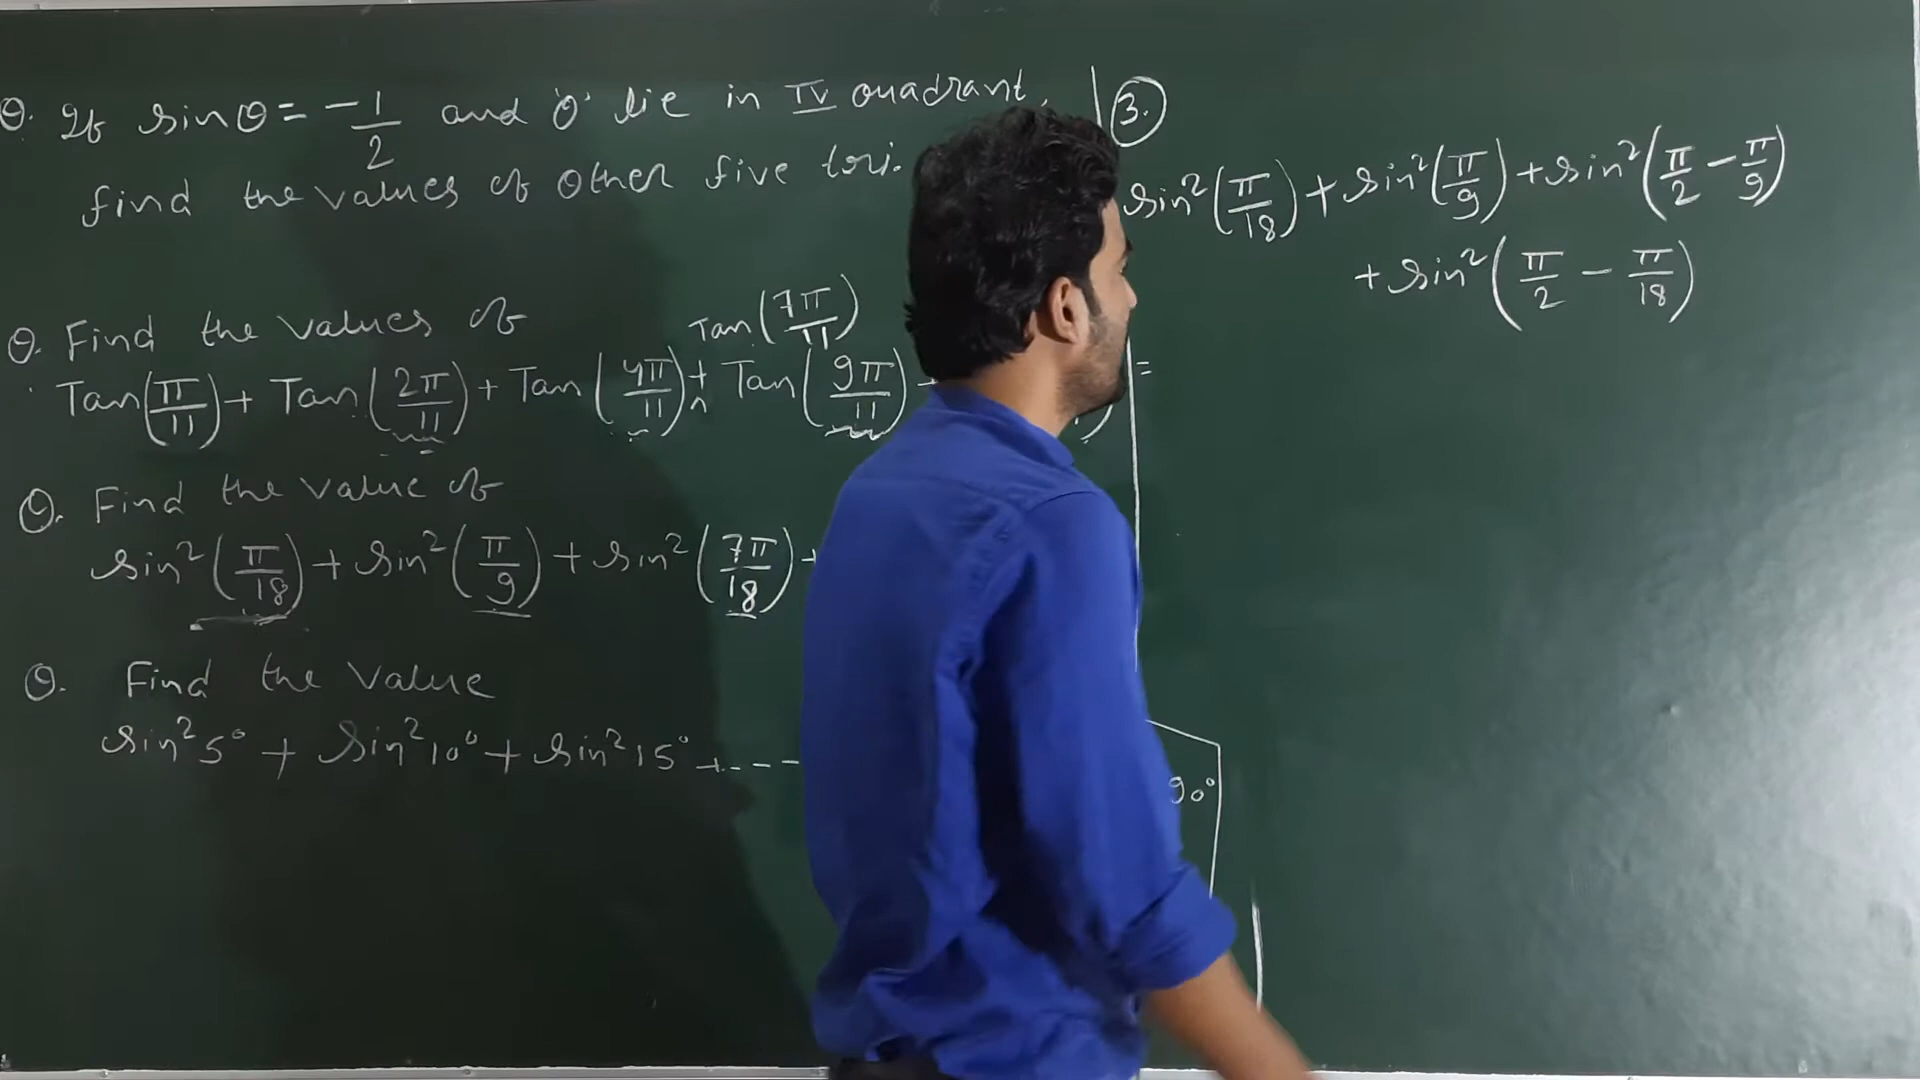 Q. If sinθ = -1/2 and 'θ' lie in IV quadrant,
find the values of other five tri.
Q. Find the values of
Tan(7π/11)
Tan(π/11) + Tan(2π/11) + Tan(4π/11) + Tan(9π/11) +
Q. Find the value of
sin²(π/18) + sin²(π/9) + sin²(7π/18) +
Q. Find the value
sin²5° + sin²10° + sin²15° + ----
90°
3.
sin²(π/18) + sin²(π/9) + sin²(π/2 - π/9)
+ sin²(π/2 - π/18)
=